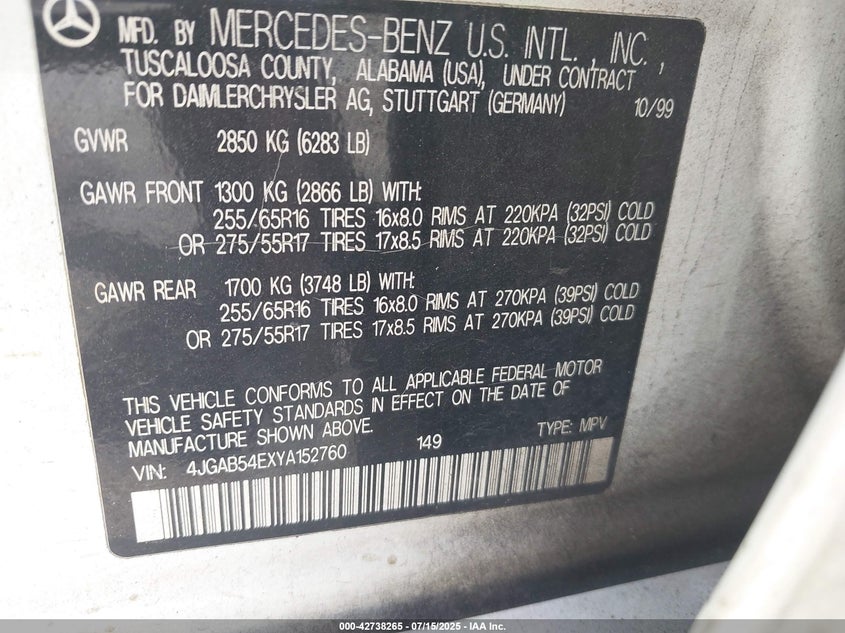 MFD. BY MERCEDES-BENZ U.S. INTL., INC.,
TUSCALOOSA COUNTY, ALABAMA (USA), UNDER CONTRACT
FOR DAIMLERCHRYSLER AG, STUTTGART (GERMANY) 10/99
GVWR 2850 KG (6283 LB)
GAWR FRONT 1300 KG (2866 LB) WITH:
255/65R16 TIRES 16x8.0 RIMS AT 220KPA (32PSI) COLD
OR 275/55R17 TIRES 17x8.5 RIMS AT 220KPA (32PSI) COLD
GAWR REAR 1700 KG (3748 LB) WITH:
255/65R16 TIRES 16x8.0 RIMS AT 270KPA (39PSI) COLD
OR 275/55R17 TIRES 17x8.5 RIMS AT 270KPA (39PSI) COLD
THIS VEHICLE CONFORMS TO ALL APPLICABLE FEDERAL MOTOR
VEHICLE SAFETY STANDARDS IN EFFECT ON THE DATE OF
MANUFACTURE SHOWN ABOVE.
VIN: 4JGAB54EXYA152760 149 TYPE: MPV
000-42738265 - 07/15/2025 - IAA Inc.